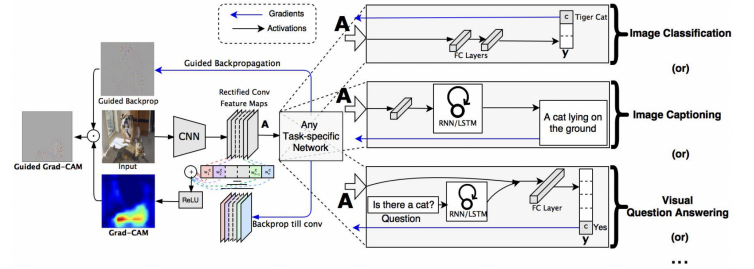 Gradients
Activations
A
Tiger Cat
c
FC Layers
y
Image Classification
(or)
Guided Backpropagation
Guided Backprop
Rectified Conv
Feature Maps
CNN
A
Any
Task-specific
Network
Input
Guided Grad-CAM
A
RNN/LSTM
A cat lying on
the ground
Image Captioning
(or)
+
ReLU
Grad-CAM
Backprop till conv
A
Is there a cat?
Question
RNN/LSTM
FC Layer
c
Yes
y
Visual
Question Answering
(or)
...